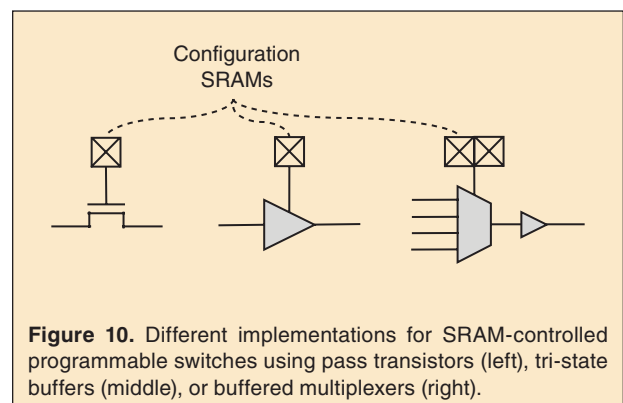 Configuration
SRAMs
Figure 10. Different implementations for SRAM-controlled
programmable switches using pass transistors (left), tri-state
buffers (middle), or buffered multiplexers (right).